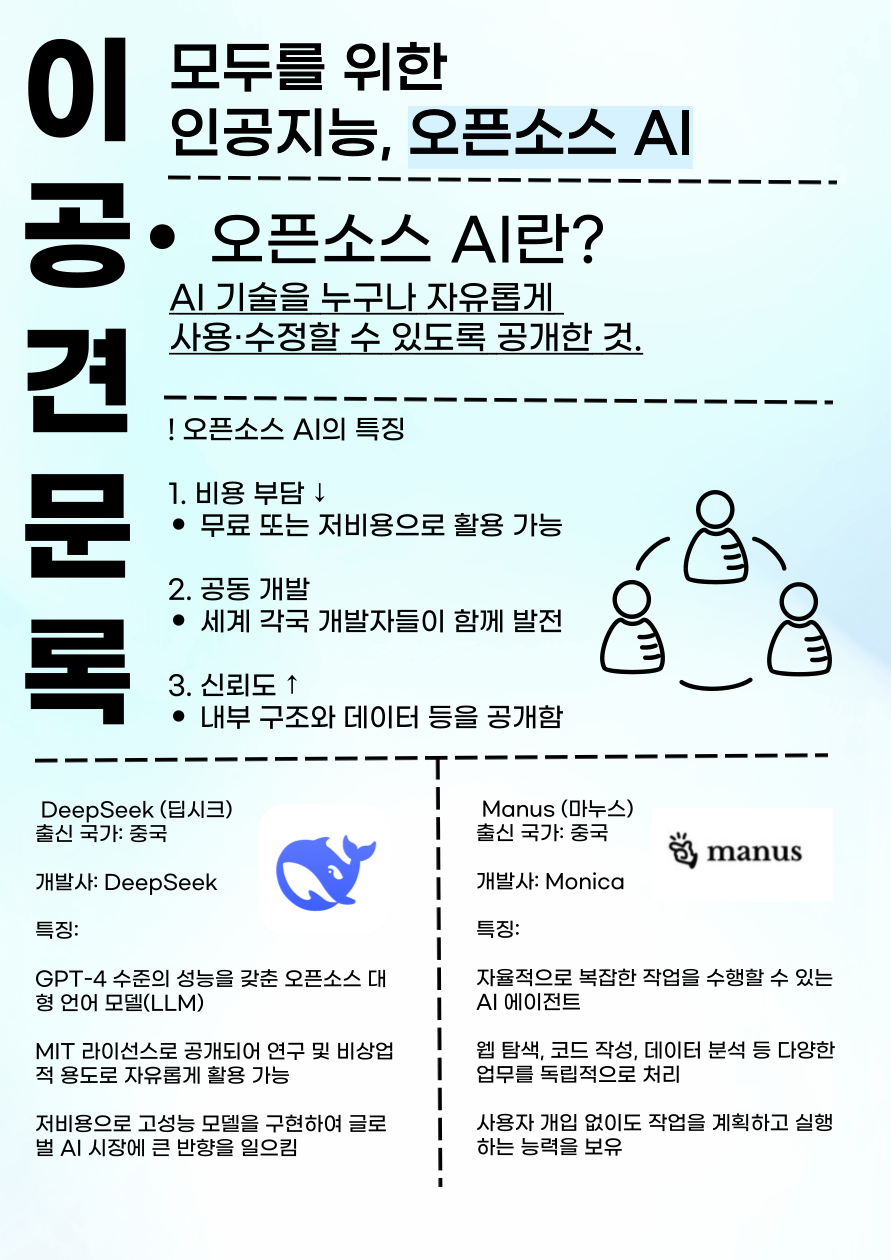 이공견문록
모두를 위한
인공지능, 오픈소스 AI
• 오픈소스 AI란?
AI 기술을 누구나 자유롭게
사용·수정할 수 있도록 공개한 것.
! 오픈소스 AI의 특징
1. 비용 부담 ↓
• 무료 또는 저비용으로 활용 가능
2. 공동 개발
• 세계 각국 개발자들이 함께 발전
3. 신뢰도 ↑
• 내부 구조와 데이터 등을 공개함
DeepSeek (딥시크)
출신 국가: 중국
개발사: DeepSeek
특징:
GPT-4 수준의 성능을 갖춘 오픈소스 대
형 언어 모델(LLM)
MIT 라이선스로 공개되어 연구 및 비상업
적 용도로 자유롭게 활용 가능
저비용으로 고성능 모델을 구현하여 글로
벌 AI 시장에 큰 반향을 일으킴
Manus (마누스)
출신 국가: 중국
manus
개발사: Monica
특징:
자율적으로 복잡한 작업을 수행할 수 있는
AI 에이전트
웹 탐색, 코드 작성, 데이터 분석 등 다양한
업무를 독립적으로 처리
사용자 개입 없이도 작업을 계획하고 실행
하는 능력을 보유